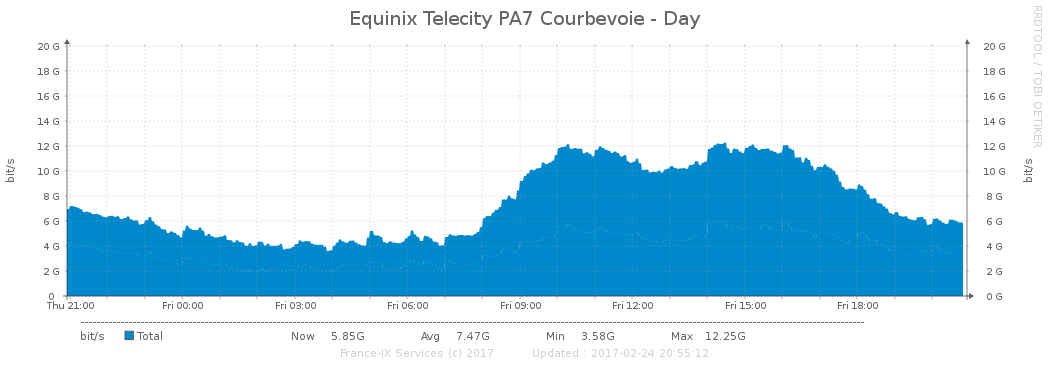 Equinix Telecity PA7 Courbevoie - Day
RRDTOOL / TOBI OETIKER
bit/s
20 G 20 G
18 G 18 G
16 G 16 G
14 G 14 G
12 G 12 G
10 G 10 G
8 G 8 G
6 G 6 G
4 G 4 G
2 G 2 G
0 0 G
bit/s
Thu 21:00 Fri 00:00 Fri 03:00 Fri 06:00 Fri 09:00 Fri 12:00 Fri 15:00 Fri 18:00
bit/s Total Now 5.85G Avg 7.47G Min 3.58G Max 12.25G
France-IX Services (c) 2017 Updated : 2017-02-24 20:55:12